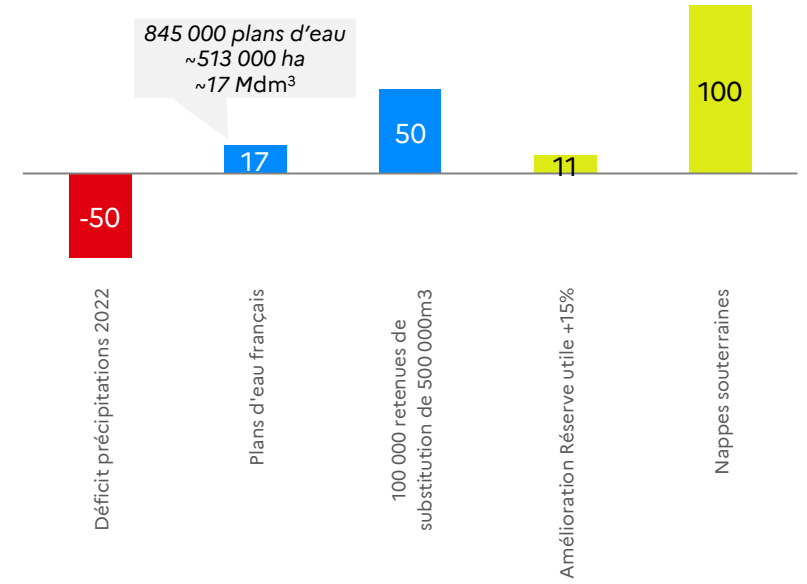 845 000 plans d'eau
~513 000 ha
~17 Mdm³
-50
17
50
11
100
Déficit précipitations 2022
Plans d'eau français
100 000 retenues de
substitution de 500 000m3
Amélioration Réserve utile +15%
Nappes souterraines